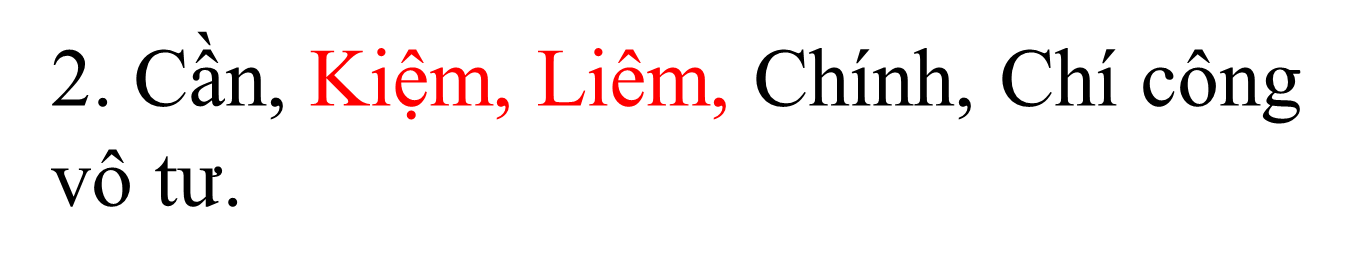 2. Cần, Kiệm, Liêm, Chính, Chí công
vô tư.